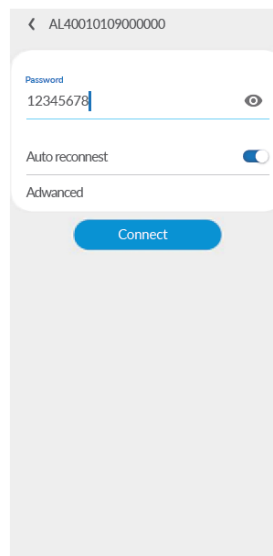 AL40010109000000
Password
12345678
Auto reconnest
Adwanced
Connect